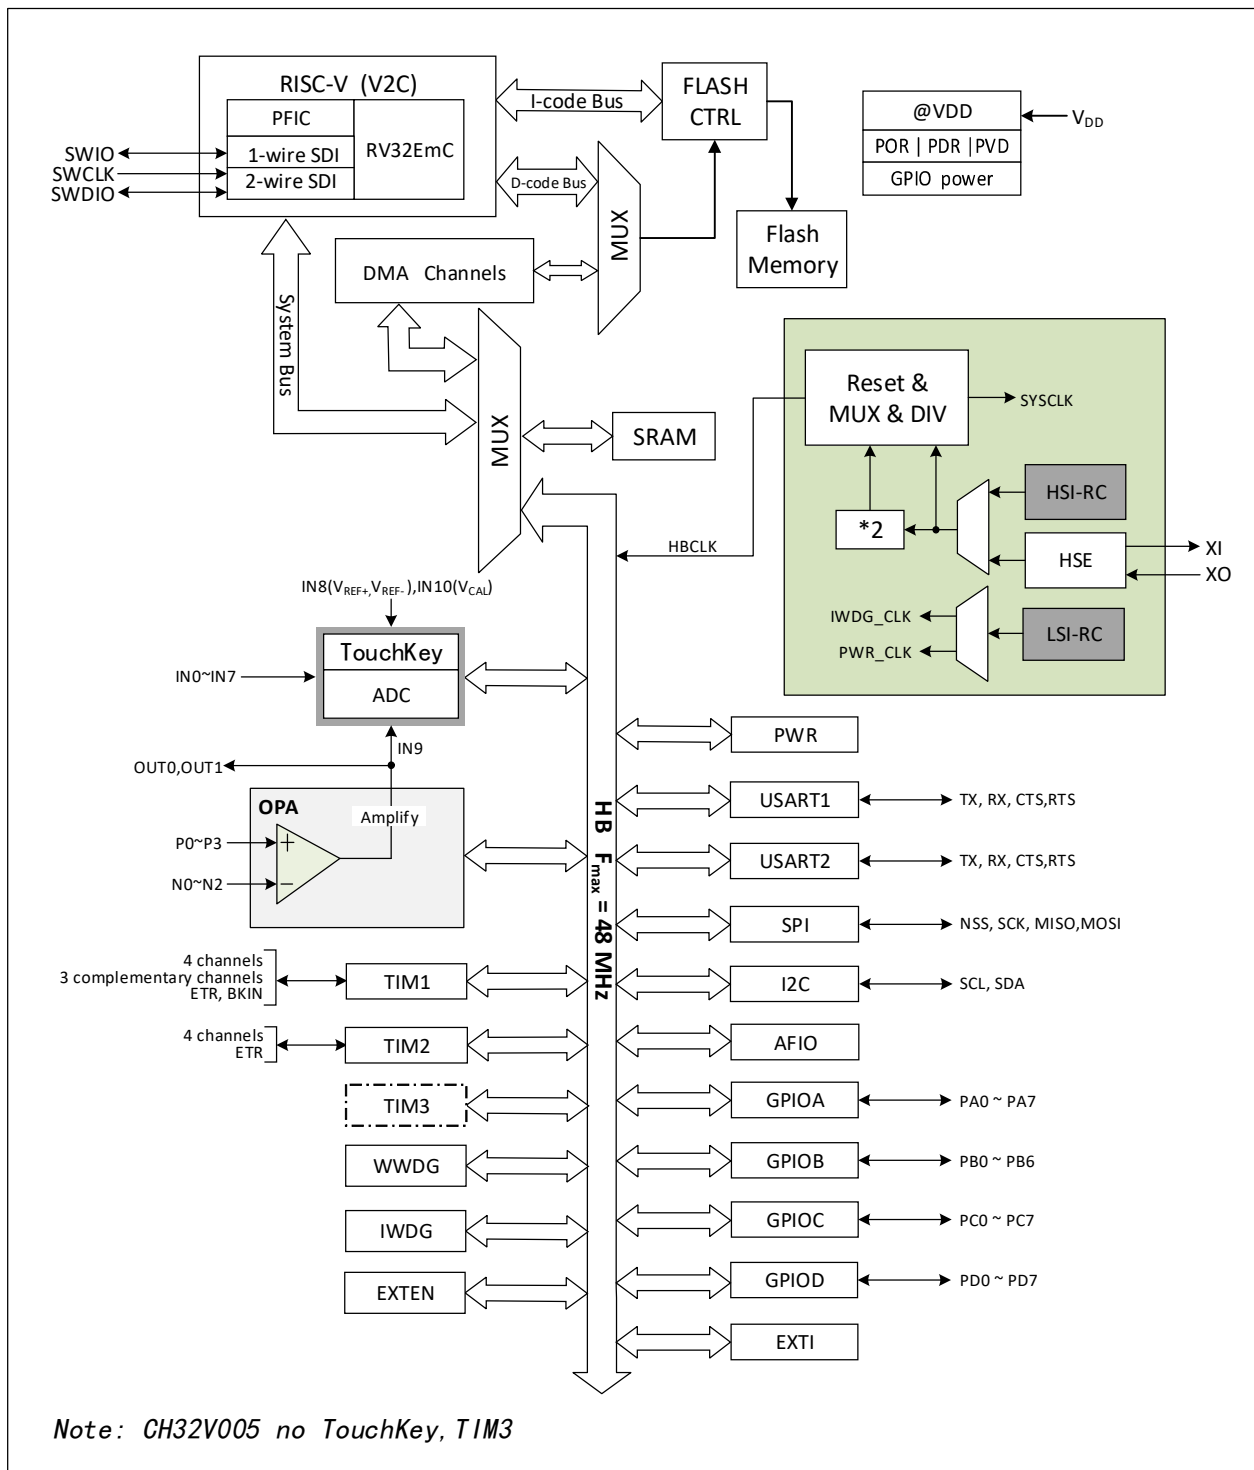 RISC-V (V2C)
PFIC
1-wire SDI
2-wire SDI
RV32EmC
SWIO
SWCLK
SWDIO
I-code Bus
D-code Bus
FLASH
CTRL
MUX
Flash
Memory
@VDD
POR | PDR |PVD
GPIO power
VDD
DMA Channels
System Bus
MUX
SRAM
Reset &
MUX & DIV
SYSCLK
HSI-RC
*2
HSE
XI
XO
HBCLK
IWDG_CLK
PWR_CLK
LSI-RC
IN8(VREF+,VREF-),IN10(VCAL)
TouchKey
ADC
IN0~IN7
IN9
OUT0,OUT1
OPA
Amplify
P0~P3
+
N0~N2
−
HB Fmax = 48 MHz
4 channels
3 complementary channels
ETR, BKIN
TIM1
4 channels
ETR
TIM2
TIM3
WWDG
IWDG
EXTEN
PWR
USART1
TX, RX, CTS,RTS
USART2
TX, RX, CTS,RTS
SPI
NSS, SCK, MISO,MOSI
I2C
SCL, SDA
AFIO
GPIOA
PA0 ~ PA7
GPIOB
PB0 ~ PB6
GPIOC
PC0 ~ PC7
GPIOD
PD0 ~ PD7
EXTI
Note: CH32V005 no TouchKey, TIM3